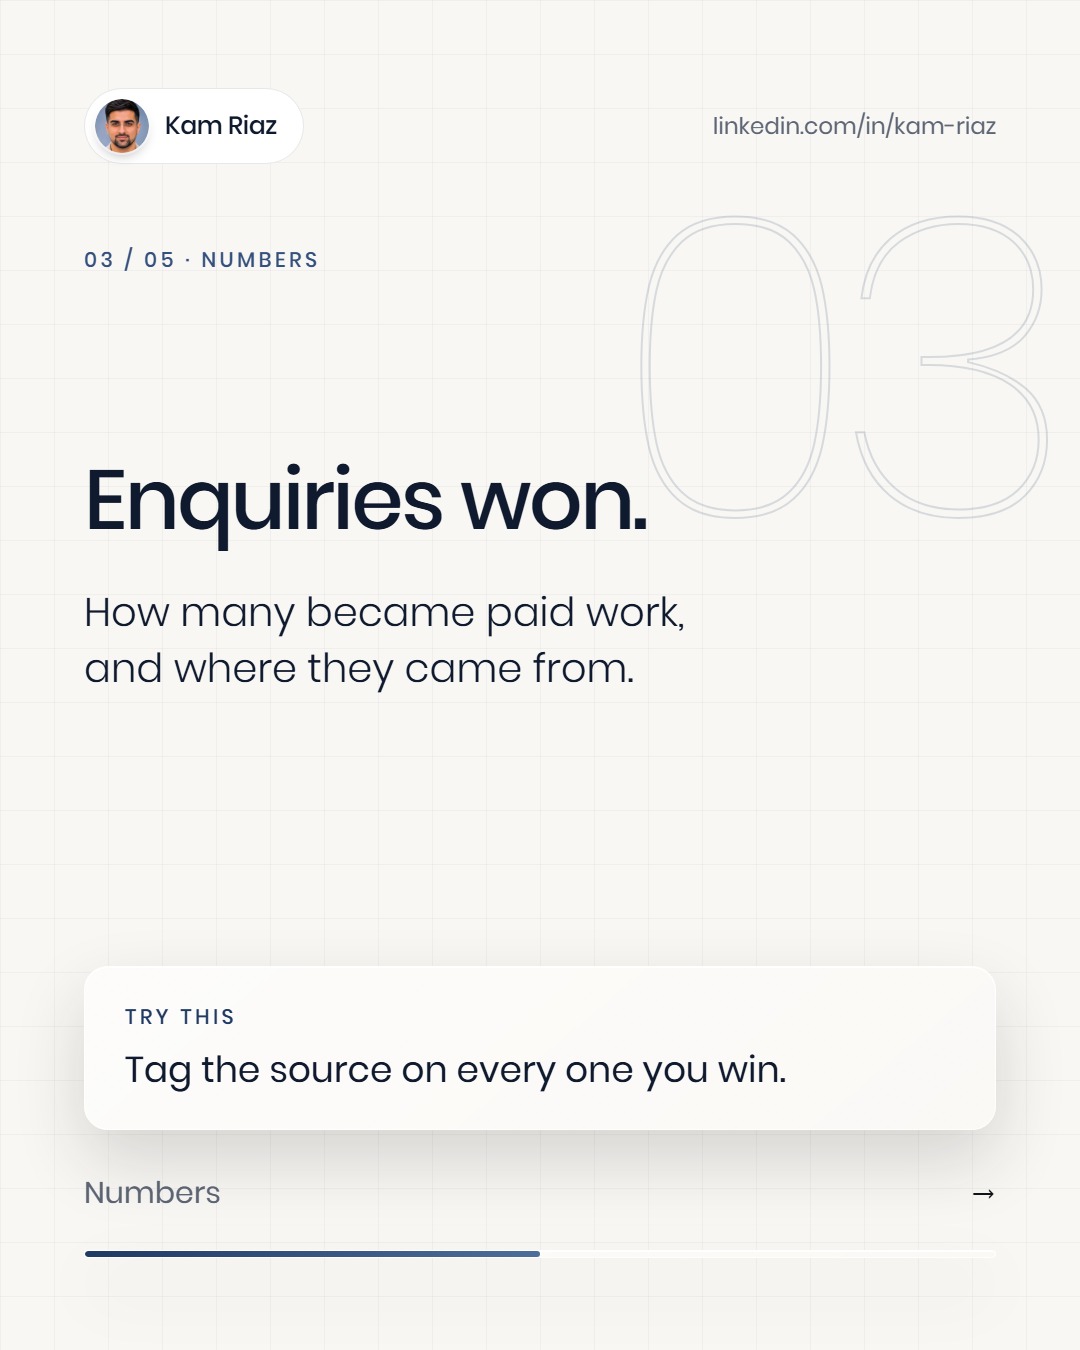 Kam Riaz
linkedin.com/in/kam-riaz
03 / 05 · NUMBERS
03
Enquiries won.
How many became paid work,
and where they came from.
TRY THIS
Tag the source on every one you win.
Numbers →